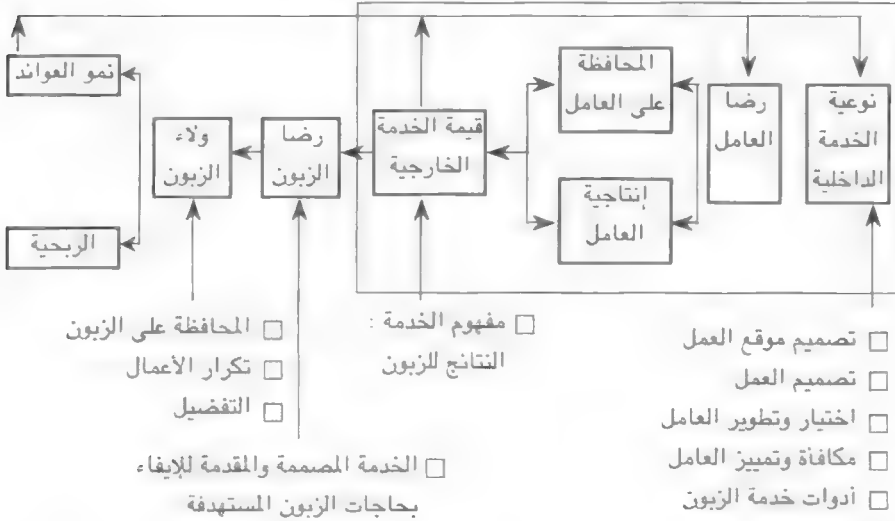 نوعية
الخدمة
الداخلية
رضا
العامل
المحافظة
على العامل
إنتاجية
العامل
قيمة الخدمة
الخارجية
رضا
الزبون
ولاء
الزبون
نمو العوائد
الربحية
□ تصميم موقع العمل
□ تصميم العمل
□ اختيار وتطوير العامل
□ مكافأة وتمييز العامل
□ أدوات خدمة الزبون
□ مفهوم الخدمة :
النتائج للزبون
□ الخدمة المصممة والمقدمة للإيفاء
بحاجات الزبون المستهدفة
□ المحافظة على الزبون
□ تكرار الأعمال
□ التفضيل